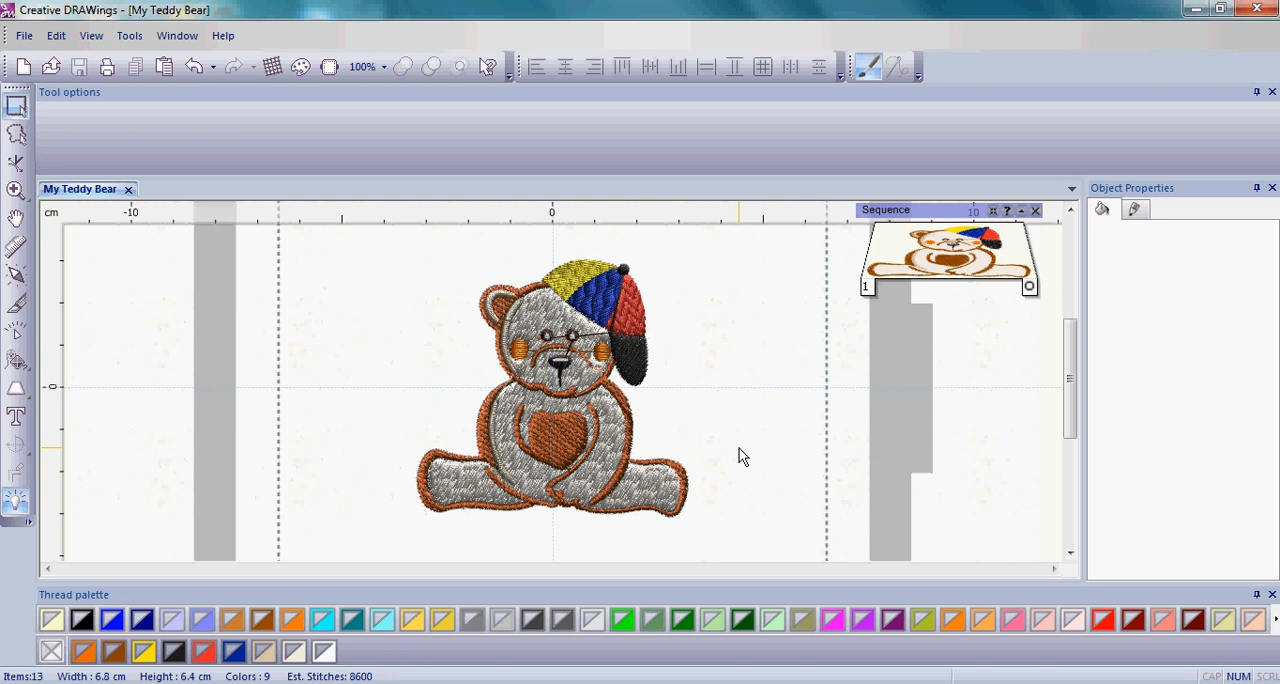 Creative DRAWings - [My Teddy Bear]
File Edit View Tools Window Help
100%
Tool options
My Teddy Bear
Object Properties
cm -10 0
Sequence 10
1
0
Thread palette
Items:13 Width : 6.8 cm Height : 6.4 cm Colors : 9 Est. Stitches: 8600 CAP NUM SCRL